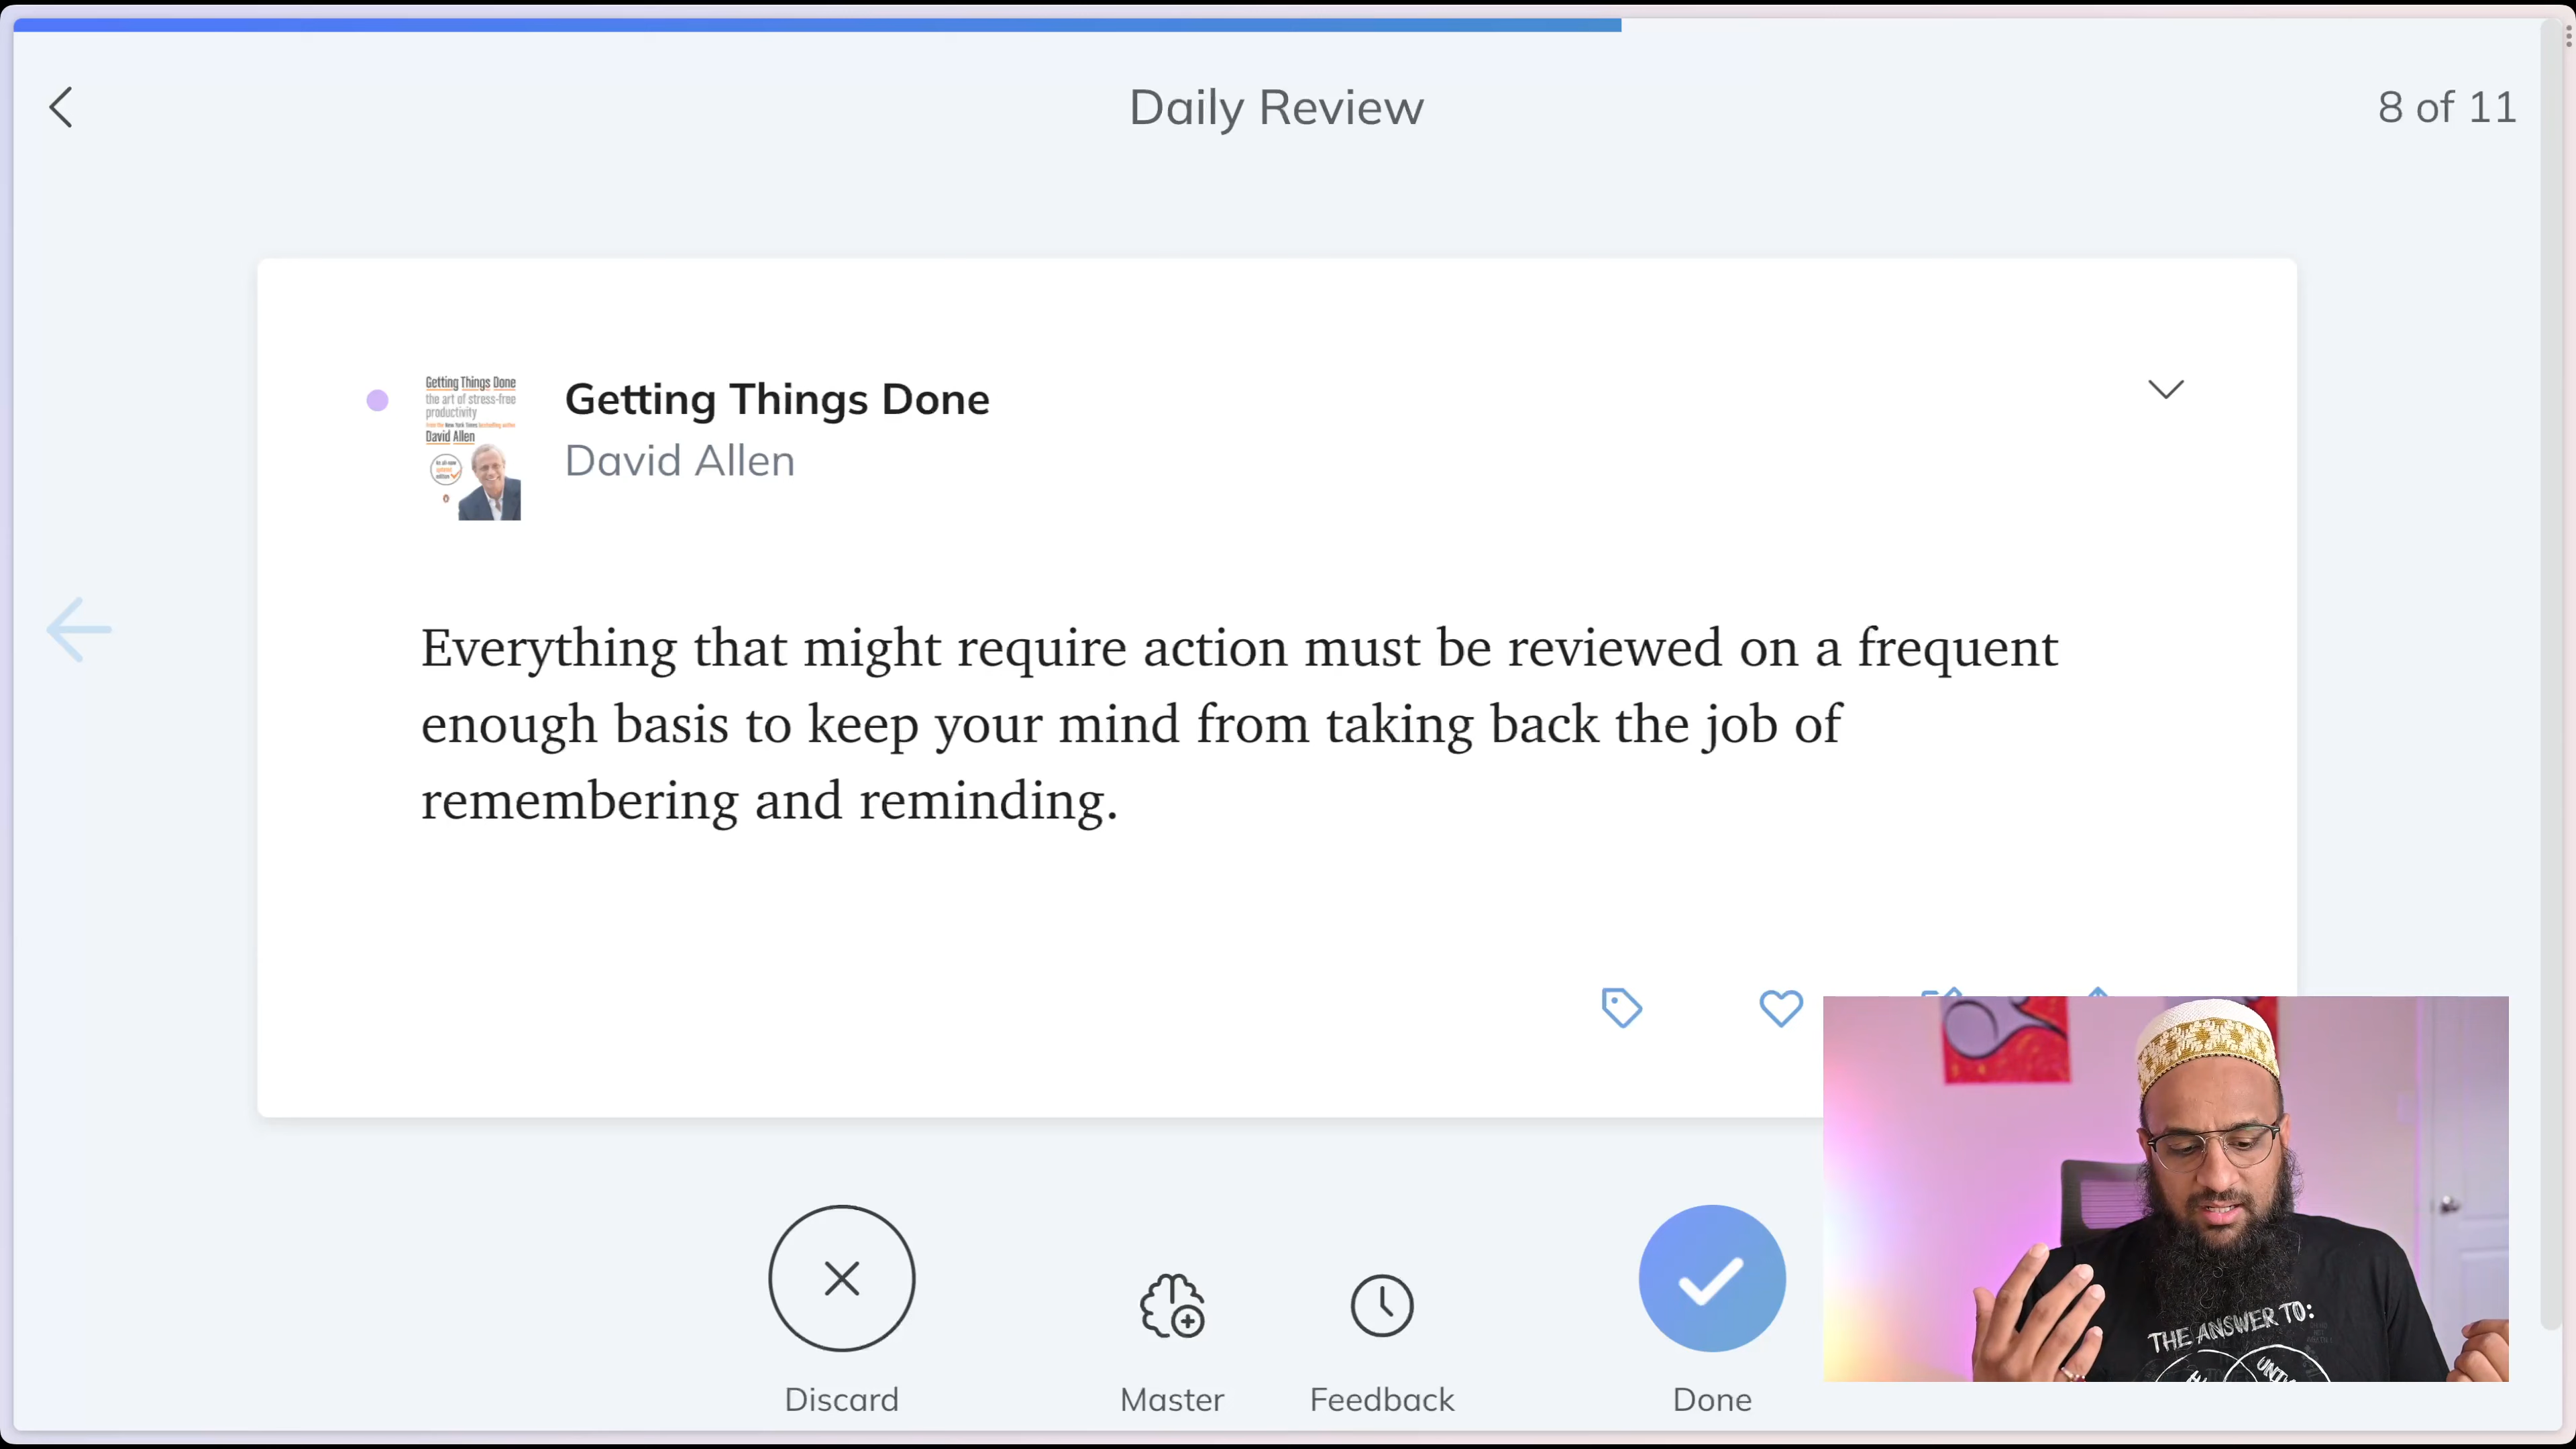 Daily Review
8 of 11
Getting Things Done
the art of stress-free
productivity
David Allen
Getting Things Done
David Allen
Everything that might require action must be reviewed on a frequent
enough basis to keep your mind from taking back the job of
remembering and reminding.
Discard
Master
Feedback
Done
THE ANSWER TO: